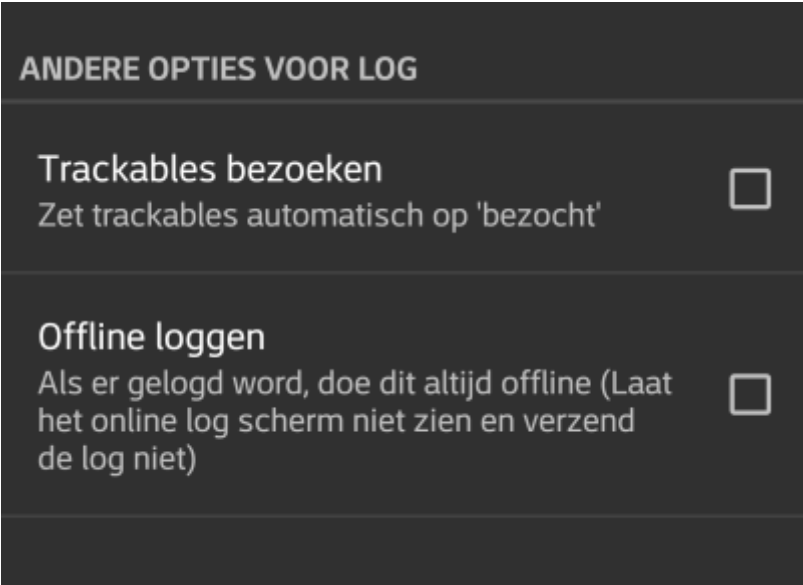 ANDERE OPTIES VOOR LOG
Trackables bezoeken
Zet trackables automatisch op 'bezocht'
Offline loggen
Als er gelogd word, doe dit altijd offline (Laat
het online log scherm niet zien en verzend
de log niet)